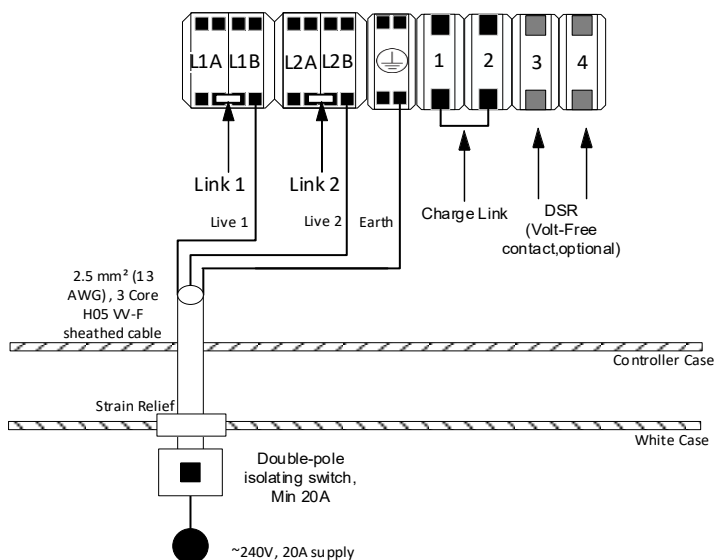 L1A L1B L2A L2B 1 2 3 4
Link 1 Link 2
Live 1 Live 2 Earth
Charge Link
DSR
(Volt-Free
contact,optional)
2.5 mm² (13
AWG) , 3 Core
H05 VV-F
sheathed cable
Controller Case
Strain Relief
White Case
Double-pole
isolating switch,
Min 20A
~240V, 20A supply